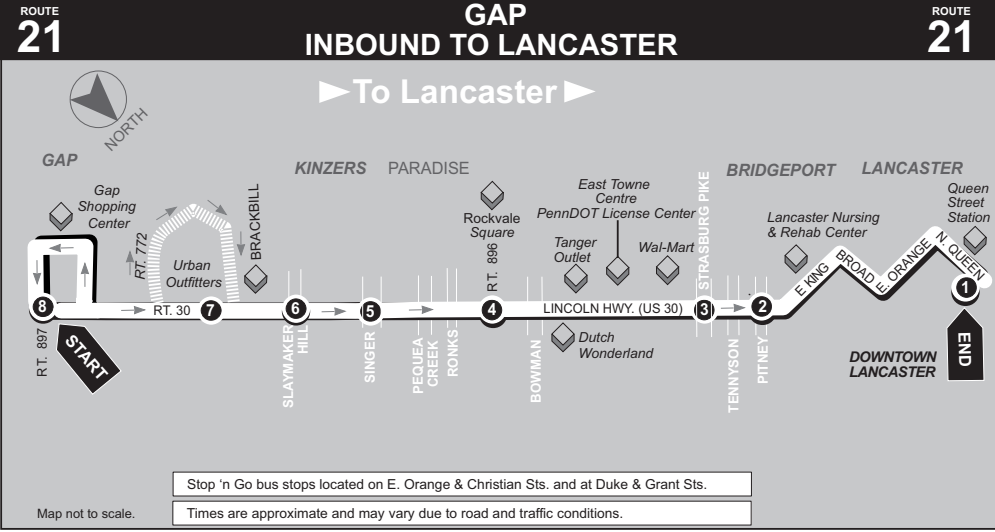 ROUTE
21
GAP
INBOUND TO LANCASTER
ROUTE
21
To Lancaster
NORTH
GAP
KINZERS
PARADISE
BRIDGEPORT
LANCASTER
Gap
Shopping
Center
RT. 772
Urban
Outfitters
BRACKBILL
Rockvale
Square
RT. 896
East Towne
Centre
PennDOT License Center
Tanger
Outlet
Wal-Mart
STRASBURG PIKE
Lancaster Nursing
& Rehab Center
Queen
Street
Station
8
RT. 30
7
6
5
4
LINCOLN HWY. (US 30)
3
2
E. KING
BROAD
E. ORANGE
N. QUEEN
1
RT. 897
START
SLAYMAKER
HILL
SINGER
PEQUEA
CREEK
RONKS
BOWMAN
Dutch
Wonderland
TENNYSON
PITNEY
DOWNTOWN
LANCASTER
END
Stop 'n Go bus stops located on E. Orange & Christian Sts. and at Duke & Grant Sts.
Map not to scale.
Times are approximate and may vary due to road and traffic conditions.